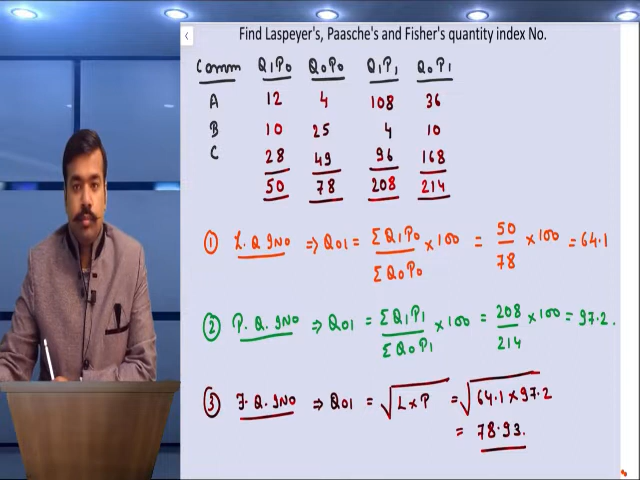 Find Laspeyer's, Paasche's and Fisher's quantity index No.
Comm Q₁P₀ Q₀P₀ Q₁P₁ Q₀P₁
A 12 4 108 36
B 10 25 4 10
C 28 49 96 168
50 78 208 214
① L.Q.INO ⇒ Q01 = ΣQ₁P₀ / ΣQ₀P₀ × 100 = 50 / 78 × 100 = 64.1
② P.Q.INO ⇒ Q01 = ΣQ₁P₁ / ΣQ₀P₁ × 100 = 208 / 214 × 100 = 97.2.
③ F.Q.INO ⇒ Q01 = √L×P = √64.1×97.2
= 78.93.